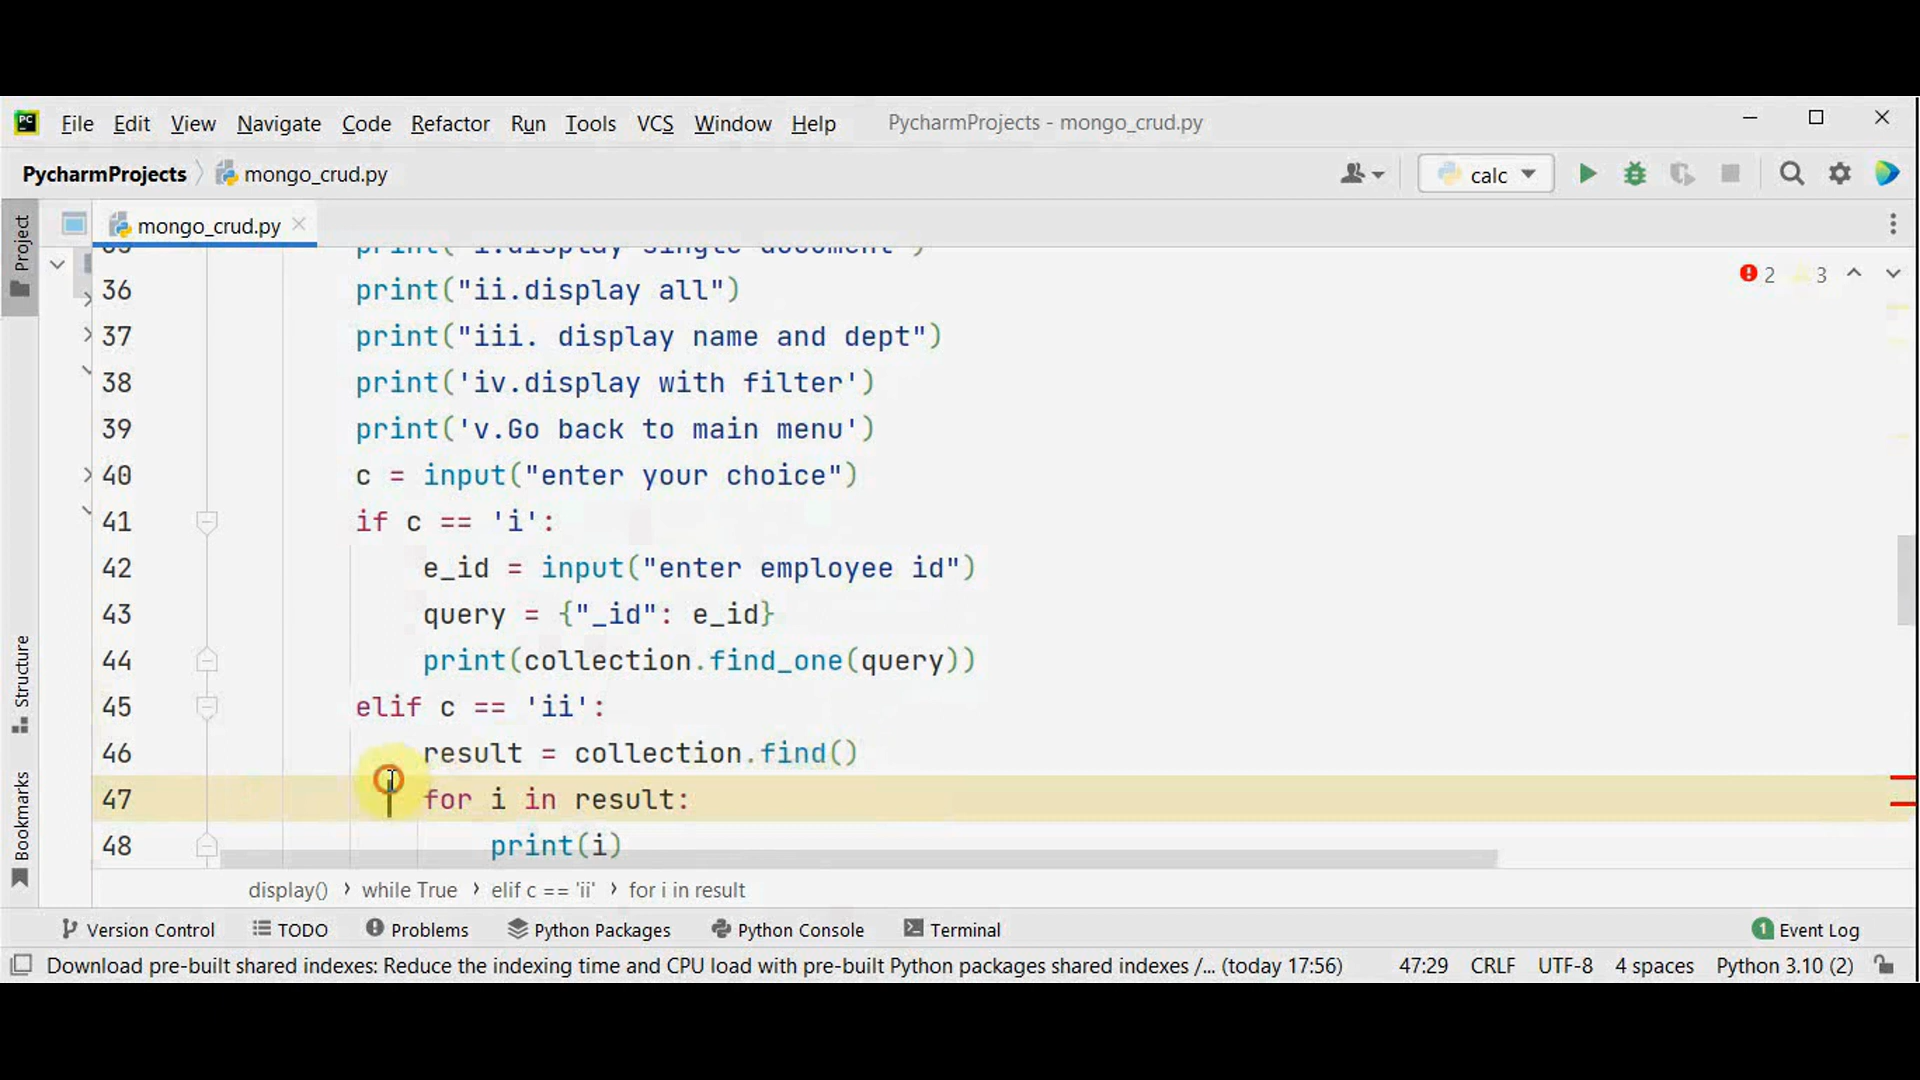 PC File Edit View Navigate Code Refactor Run Tools VCS Window Help PycharmProjects - mongo_crud.py
PycharmProjects mongo_crud.py calc
Project mongo_crud.py
print("i.display single document")
36 print("ii.display all") 2 3
37 print("iii. display name and dept")
38 print('iv.display with filter')
39 print('v.Go back to main menu')
40 c = input("enter your choice")
41 if c == 'i':
42 e_id = input("enter employee id")
43 query = {"_id": e_id}
44 print(collection.find_one(query))
45 elif c == 'ii':
46 result = collection.find()
47 for i in result:
48 print(i)
Structure
Bookmarks
display() while True elif c == 'ii' for i in result
Version Control TODO Problems Python Packages Python Console Terminal 1 Event Log
Download pre-built shared indexes: Reduce the indexing time and CPU load with pre-built Python packages shared indexes /... (today 17:56) 47:29 CRLF UTF-8 4 spaces Python 3.10 (2)